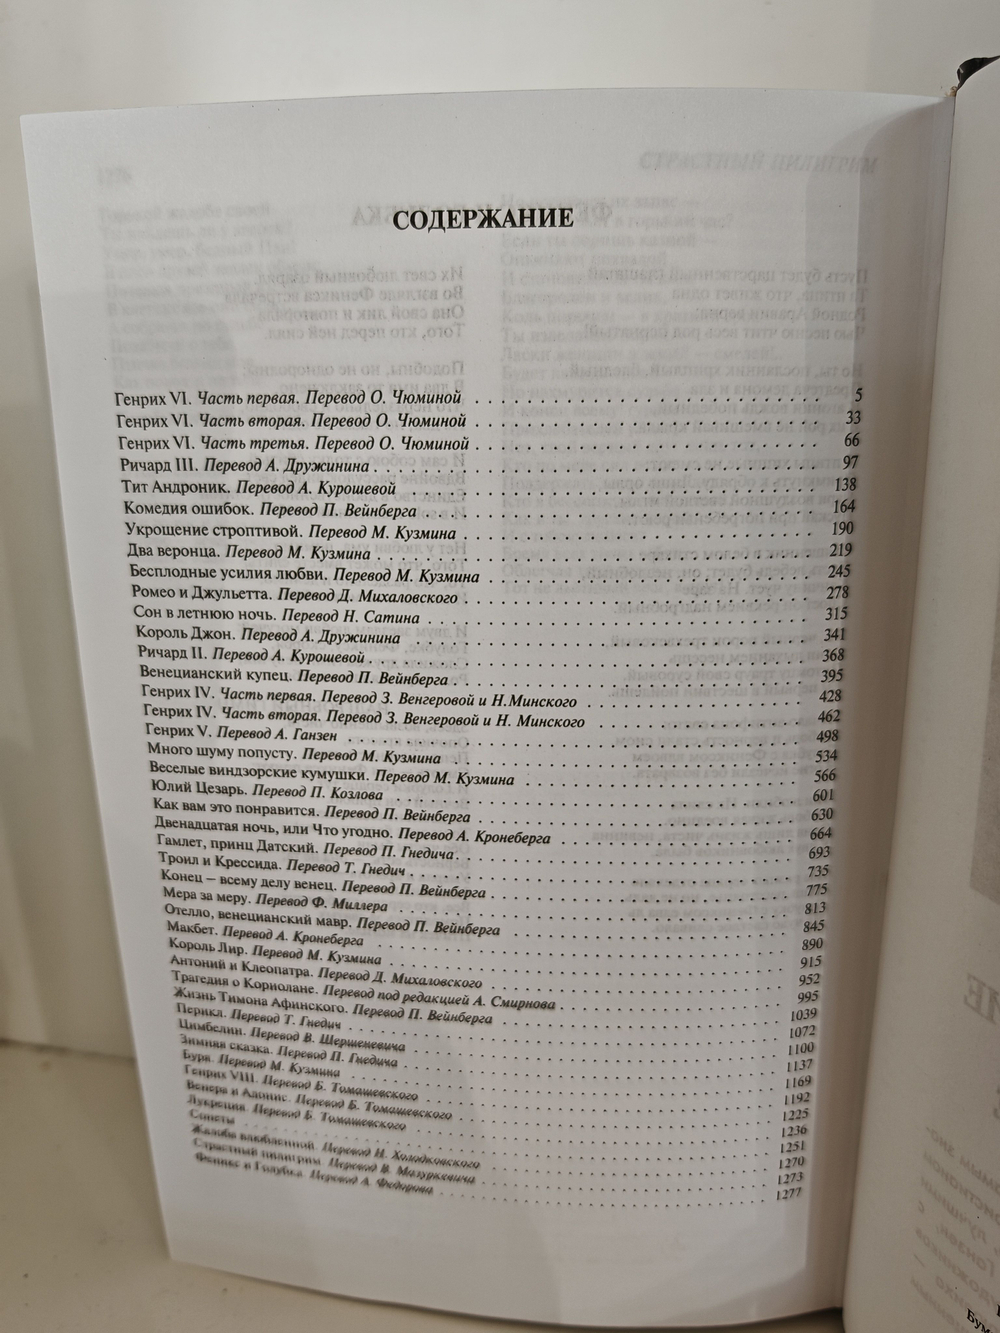 СТРАСТНЫЙ ПИЛИГРИМ
СОДЕРЖАНИЕ
Генрих VI. Часть первая. Перевод О. Чюминой . . . 5
Генрих VI. Часть вторая. Перевод О. Чюминой . . . 33
Генрих VI. Часть третья. Перевод О. Чюминой . . . 66
Ричард III. Перевод А. Дружинина . . . 97
Тит Андроник. Перевод А. Курошевой . . . 138
Комедия ошибок. Перевод П. Вейнберга . . . 164
Укрощение строптивой. Перевод М. Кузмина . . . 190
Два веронца. Перевод М. Кузмина . . . 219
Бесплодные усилия любви. Перевод М. Кузмина . . . 245
Ромео и Джульетта. Перевод Д. Михаловского . . . 278
Сон в летнюю ночь. Перевод Н. Сатина . . . 315
Король Джон. Перевод А. Дружинина . . . 341
Ричард II. Перевод А. Курошевой . . . 368
Венецианский купец. Перевод П. Вейнберга . . . 395
Генрих IV. Часть первая. Перевод З. Венгеровой и Н.Минского . . . 428
Генрих IV. Часть вторая. Перевод З. Венгеровой и Н. Минского . . . 462
Генрих V. Перевод А. Ганзен . . . 498
Много шуму попусту. Перевод М. Кузмина . . . 534
Веселые виндзорские кумушки. Перевод М. Кузмина . . . 566
Юлий Цезарь. Перевод П. Козлова . . . 601
Как вам это понравится. Перевод П. Вейнберга . . . 630
Двенадцатая ночь, или Что угодно. Перевод А. Кронеберга . . . 664
Гамлет, принц Датский. Перевод П. Гнедича . . . 693
Троил и Крессида. Перевод Т. Гнедич . . . 735
Конец – всему делу венец. Перевод П. Вейнберга . . . 775
Мера за меру. Перевод Ф. Миллера . . . 813
Отелло, венецианский мавр. Перевод П. Вейнберга . . . 845
Макбет. Перевод А. Кронеберга . . . 890
Король Лир. Перевод М. Кузмина . . . 915
Антоний и Клеопатра. Перевод Д. Михаловского . . . 952
Трагедия о Кориолане. Перевод под редакцией А. Смирнова . . . 995
Жизнь Тимона Афинского. Перевод П. Вейнберга . . . 1039
Перикл. Перевод Т. Гнедич . . . 1072
Цимбелин. Перевод В. Шершеневича . . . 1100
Зимняя сказка. Перевод П. Гнедича . . . 1137
Буря. Перевод М. Кузмина . . . 1169
Генрих VIII. Перевод Б. Томашевского . . . 1192
Венера и Адонис. Перевод Б. Томашевского . . . 1225
Лукреция. Перевод Б. Томашевского . . . 1236
Сонеты . . . 1251
Жалоба влюбленной. Перевод Н. Холодковского . . . 1270
Страстный пилигрим. Перевод В. Мазуркевича . . . 1273
Феникс и Голубка. Перевод А. Федорова . . . 1277